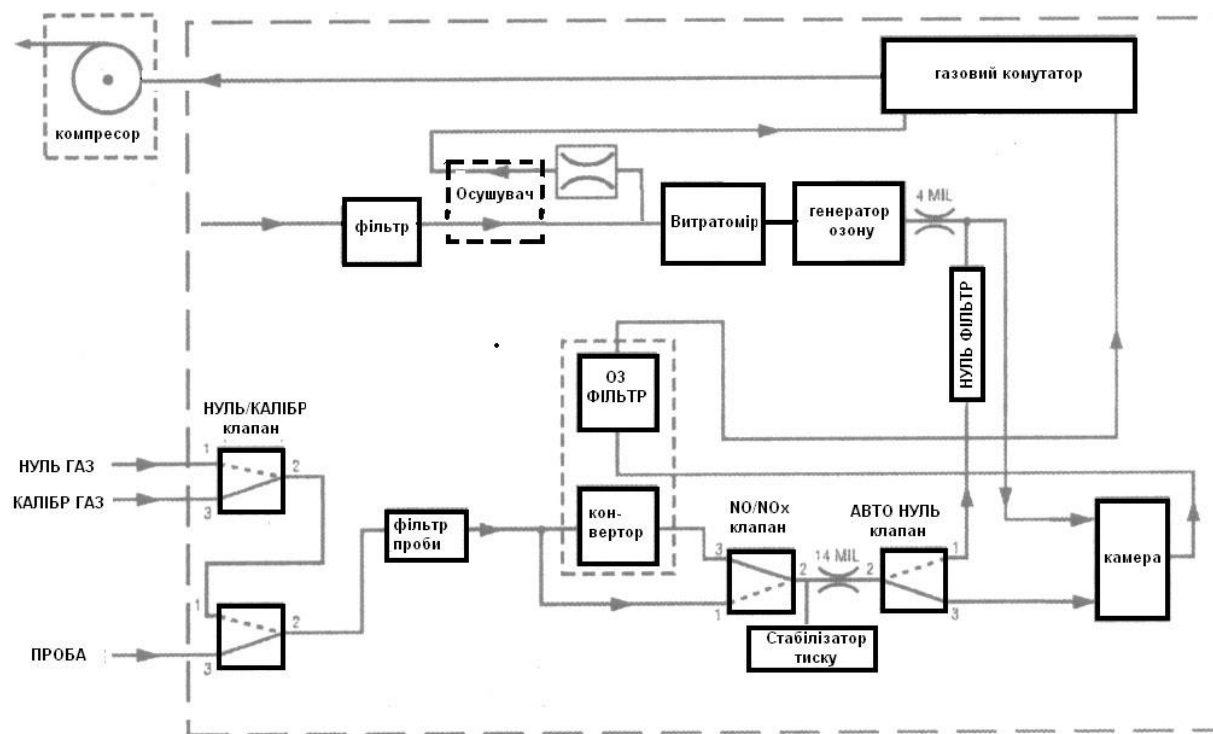 газовий комутатор
компресор
Осушувач
4 MIL
фільтр
Витратомір
генератор
озону
НУЛЬ ФІЛЬТР
ОЗ
ФІЛЬТР
НУЛЬ/КАЛІБР
клапан
1
НУЛЬ ГАЗ
2
КАЛІБР ГАЗ
3
фільтр
проби
кон-
вертор
NO/NOx
клапан
АВТО НУЛЬ
клапан
3
2
14 MIL
2
1
камера
1
3
1
2
Стабілізатор
тиску
ПРОБА
3